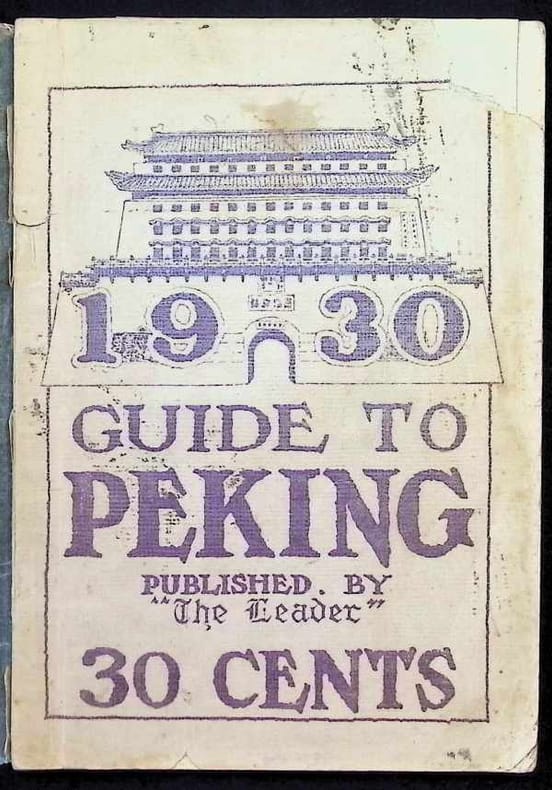 1930
GUIDE TO
PEKING
PUBLISHED. BY
"The Leader"
30 CENTS